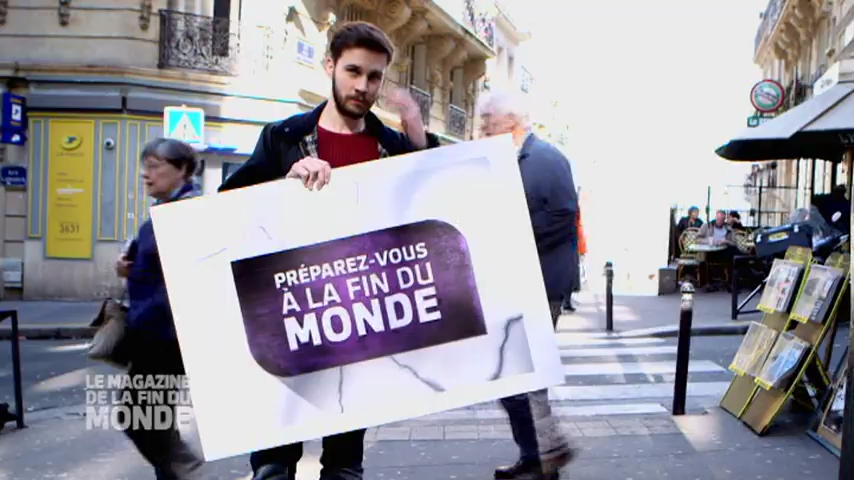 PRÉPAREZ-VOUS
À LA FIN DU
MONDE
LE MAGAZINE
DE LA FIN DU
MONDE
3631